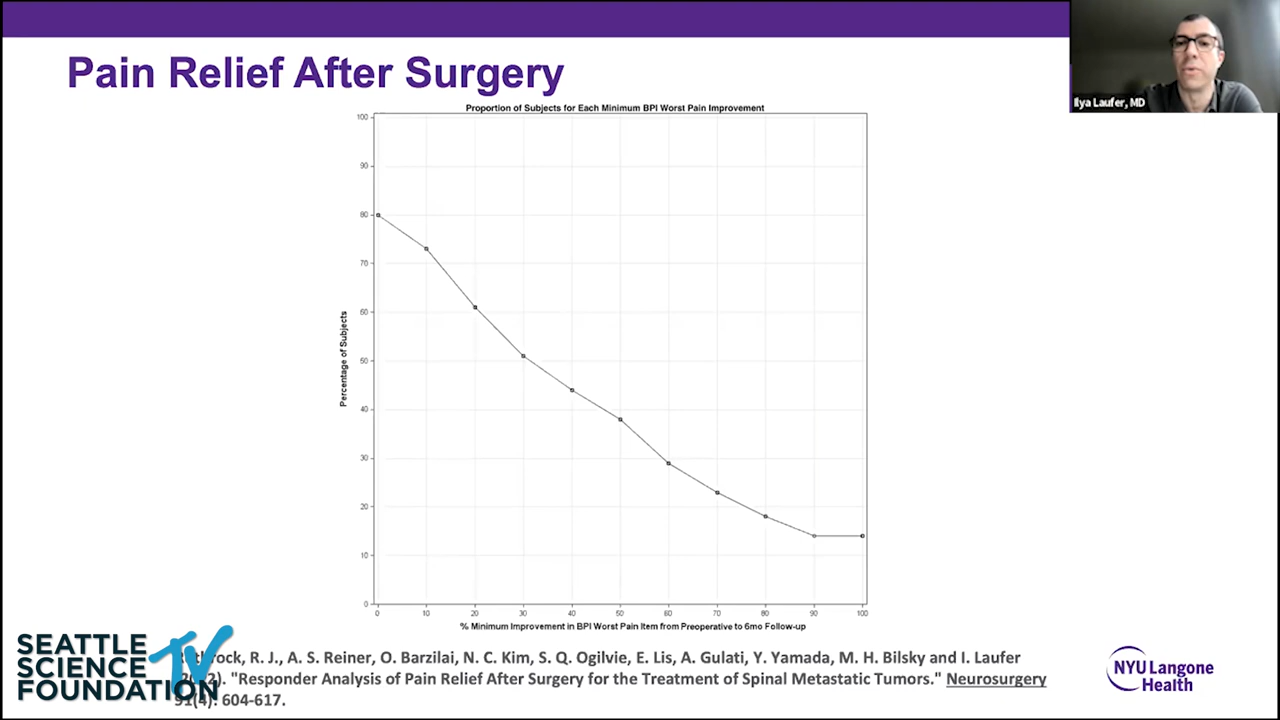 Pain Relief After Surgery
Ilya Laufer, MD
Proportion of Subjects for Each Minimum BPI Worst Pain Improvement
100
90
80
70
60
50
40
30
20
10
0
Percentage of Subjects
0 10 20 30 40 50 60 70 80 90 100
% Minimum Improvement in BPI Worst Pain Item from Preoperative to 6mo Follow-up
R. J., A. S. Reiner, O. Barzilai, N. C. Kim, S. Q. Ogilvie, E. Lis, A. Gulati, Y. Yamada, M. H. Bilsky and I. Laufer
"Responder Analysis of Pain Relief After Surgery for the Treatment of Spinal Metastatic Tumors." Neurosurgery
91(4): 604-617.
SEATTLE
SCIENCE
FOUNDATION
TV
NYU Langone
Health